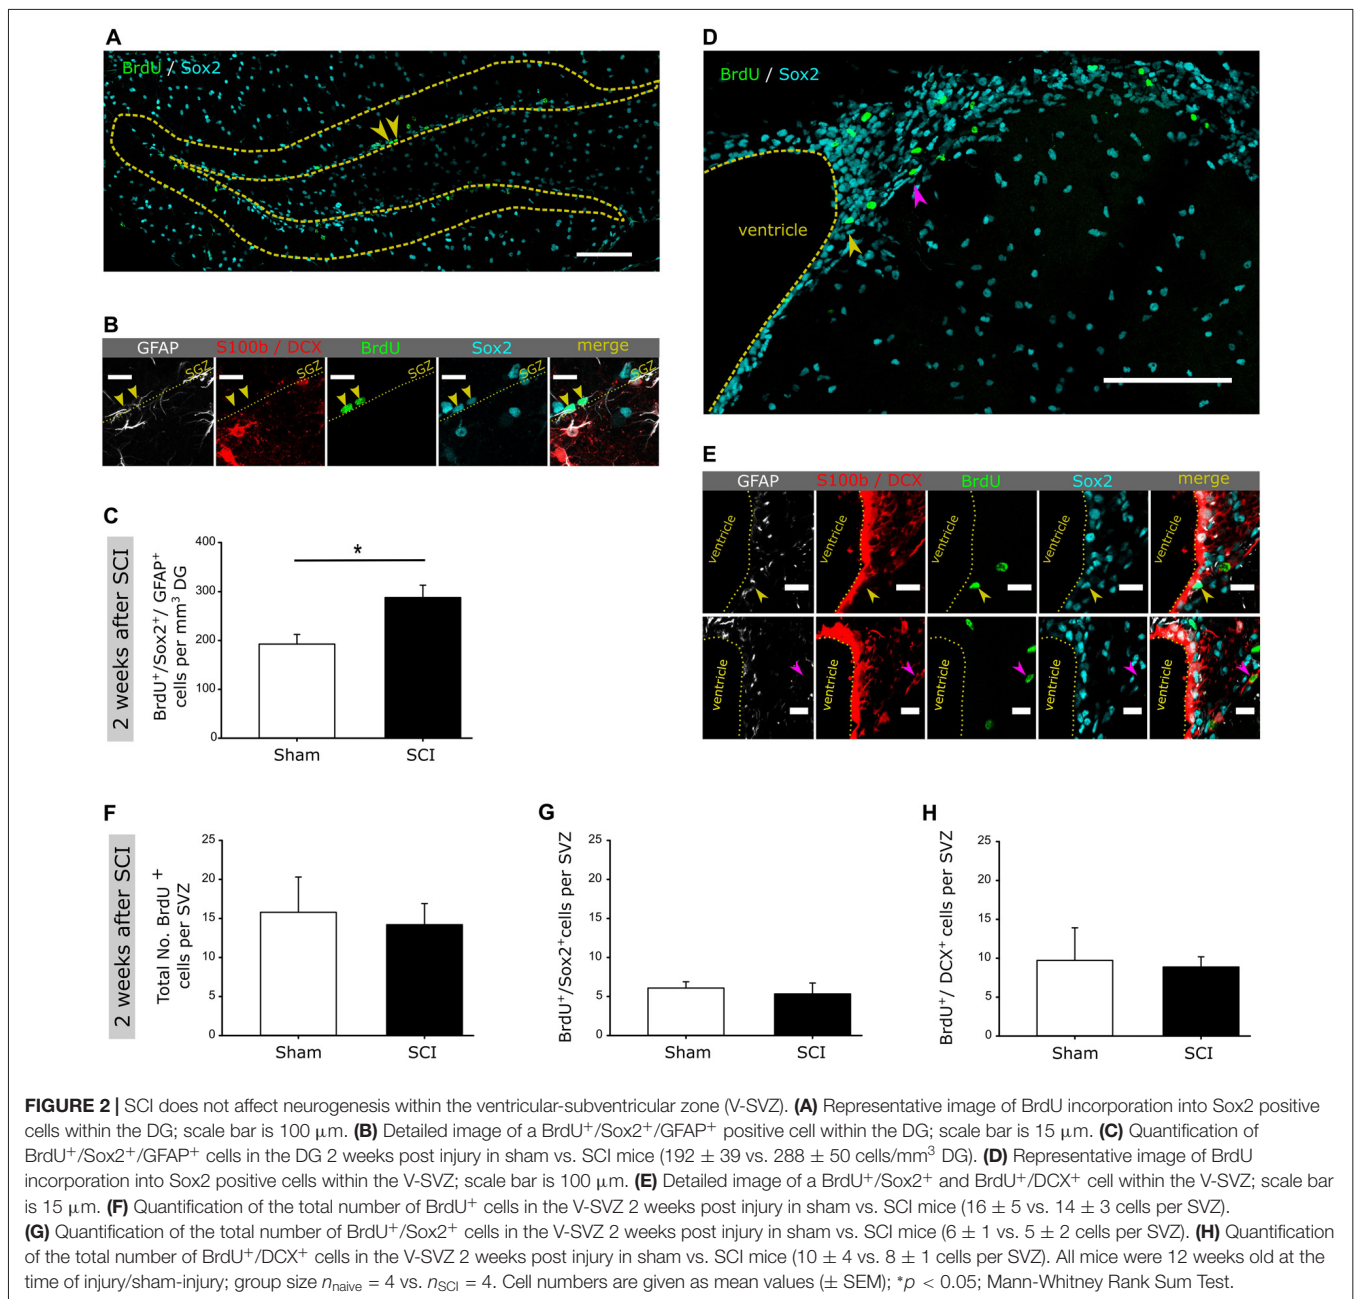 A
BrdU / Sox2
B
GFAP S100b / DCX BrdU Sox2 merge
SGZ SGZ SGZ SGZ SGZ
C
2 weeks after SCI
BrdU⁺/Sox2⁺/ GFAP⁺
cells per mm³ DG
400
300
200
100
0
*
Sham SCI
D
BrdU / Sox2
ventricle
E
GFAP S100b / DCX BrdU Sox2 merge
ventricle ventricle ventricle ventricle ventricle
ventricle ventricle ventricle ventricle ventricle
F
2 weeks after SCI
Total No. BrdU ⁺
cells per SVZ
25
20
15
10
5
0
Sham SCI
G
BrdU⁺/Sox2⁺cells per SVZ
25
20
15
10
5
0
Sham SCI
H
BrdU⁺/ DCX⁺ cells per SVZ
25
20
15
10
5
0
Sham SCI
FIGURE 2 | SCI does not affect neurogenesis within the ventricular-subventricular zone (V-SVZ). (A) Representative image of BrdU incorporation into Sox2 positive
cells within the DG; scale bar is 100 μm. (B) Detailed image of a BrdU⁺/Sox2⁺/GFAP⁺ positive cell within the DG; scale bar is 15 μm. (C) Quantification of
BrdU⁺/Sox2⁺/GFAP⁺ cells in the DG 2 weeks post injury in sham vs. SCI mice (192 ± 39 vs. 288 ± 50 cells/mm³ DG). (D) Representative image of BrdU
incorporation into Sox2 positive cells within the V-SVZ; scale bar is 100 μm. (E) Detailed image of a BrdU⁺/Sox2⁺ and BrdU⁺/DCX⁺ cell within the V-SVZ; scale bar
is 15 μm. (F) Quantification of the total number of BrdU⁺ cells in the V-SVZ 2 weeks post injury in sham vs. SCI mice (16 ± 5 vs. 14 ± 3 cells per SVZ).
(G) Quantification of the total number of BrdU⁺/Sox2⁺ cells in the V-SVZ 2 weeks post injury in sham vs. SCI mice (6 ± 1 vs. 5 ± 2 cells per SVZ). (H) Quantification
of the total number of BrdU⁺/DCX⁺ cells in the V-SVZ 2 weeks post injury in sham vs. SCI mice (10 ± 4 vs. 8 ± 1 cells per SVZ). All mice were 12 weeks old at the
time of injury/sham-injury; group size n naive = 4 vs. n SCI = 4. Cell numbers are given as mean values (± SEM); *p < 0.05; Mann-Whitney Rank Sum Test.